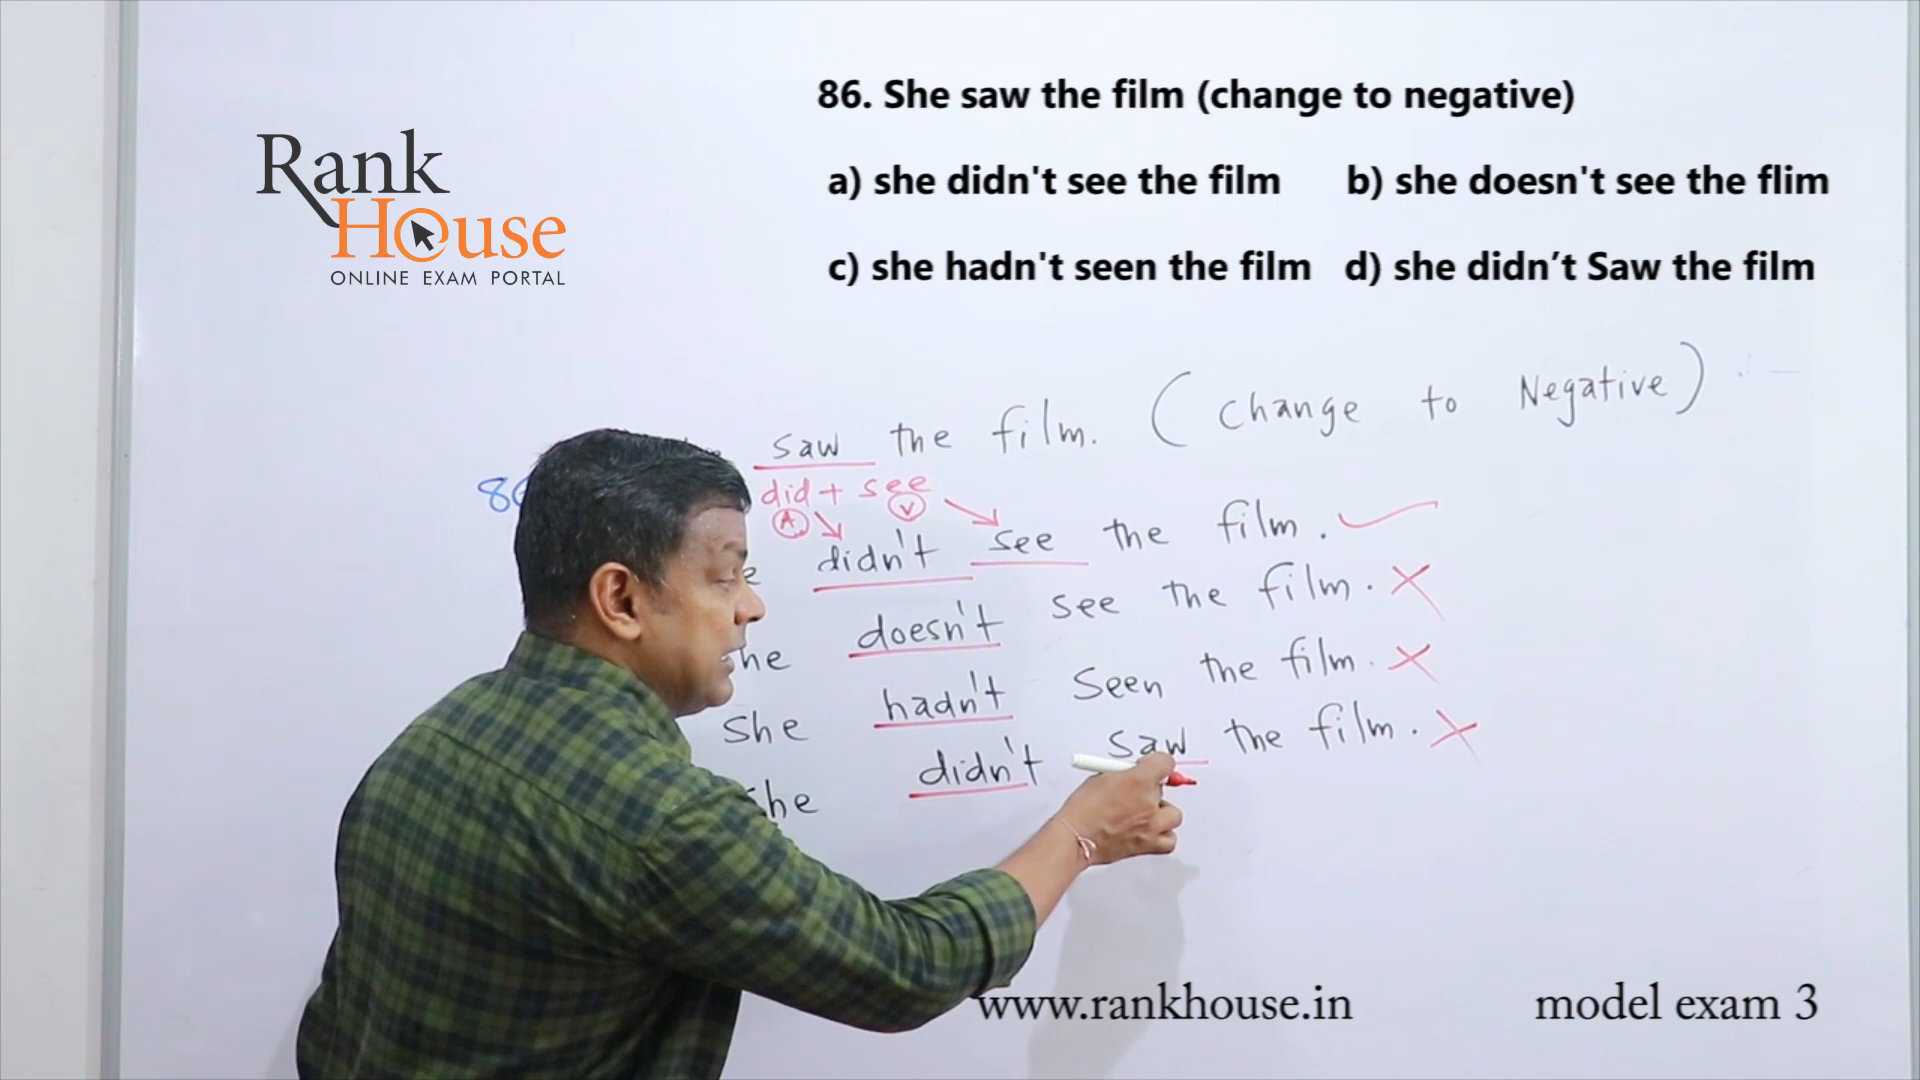 86. She saw the film (change to negative)
a) she didn't see the film b) she doesn't see the flim
c) she hadn't seen the film d) she didn’t Saw the film
Rank
House
ONLINE EXAM PORTAL
saw the film. (Change to Negative)
did + see
A V
didn't see the film.
doesn't see the film.
She hadn't seen the film.
didn't saw the film.
www.rankhouse.in model exam 3